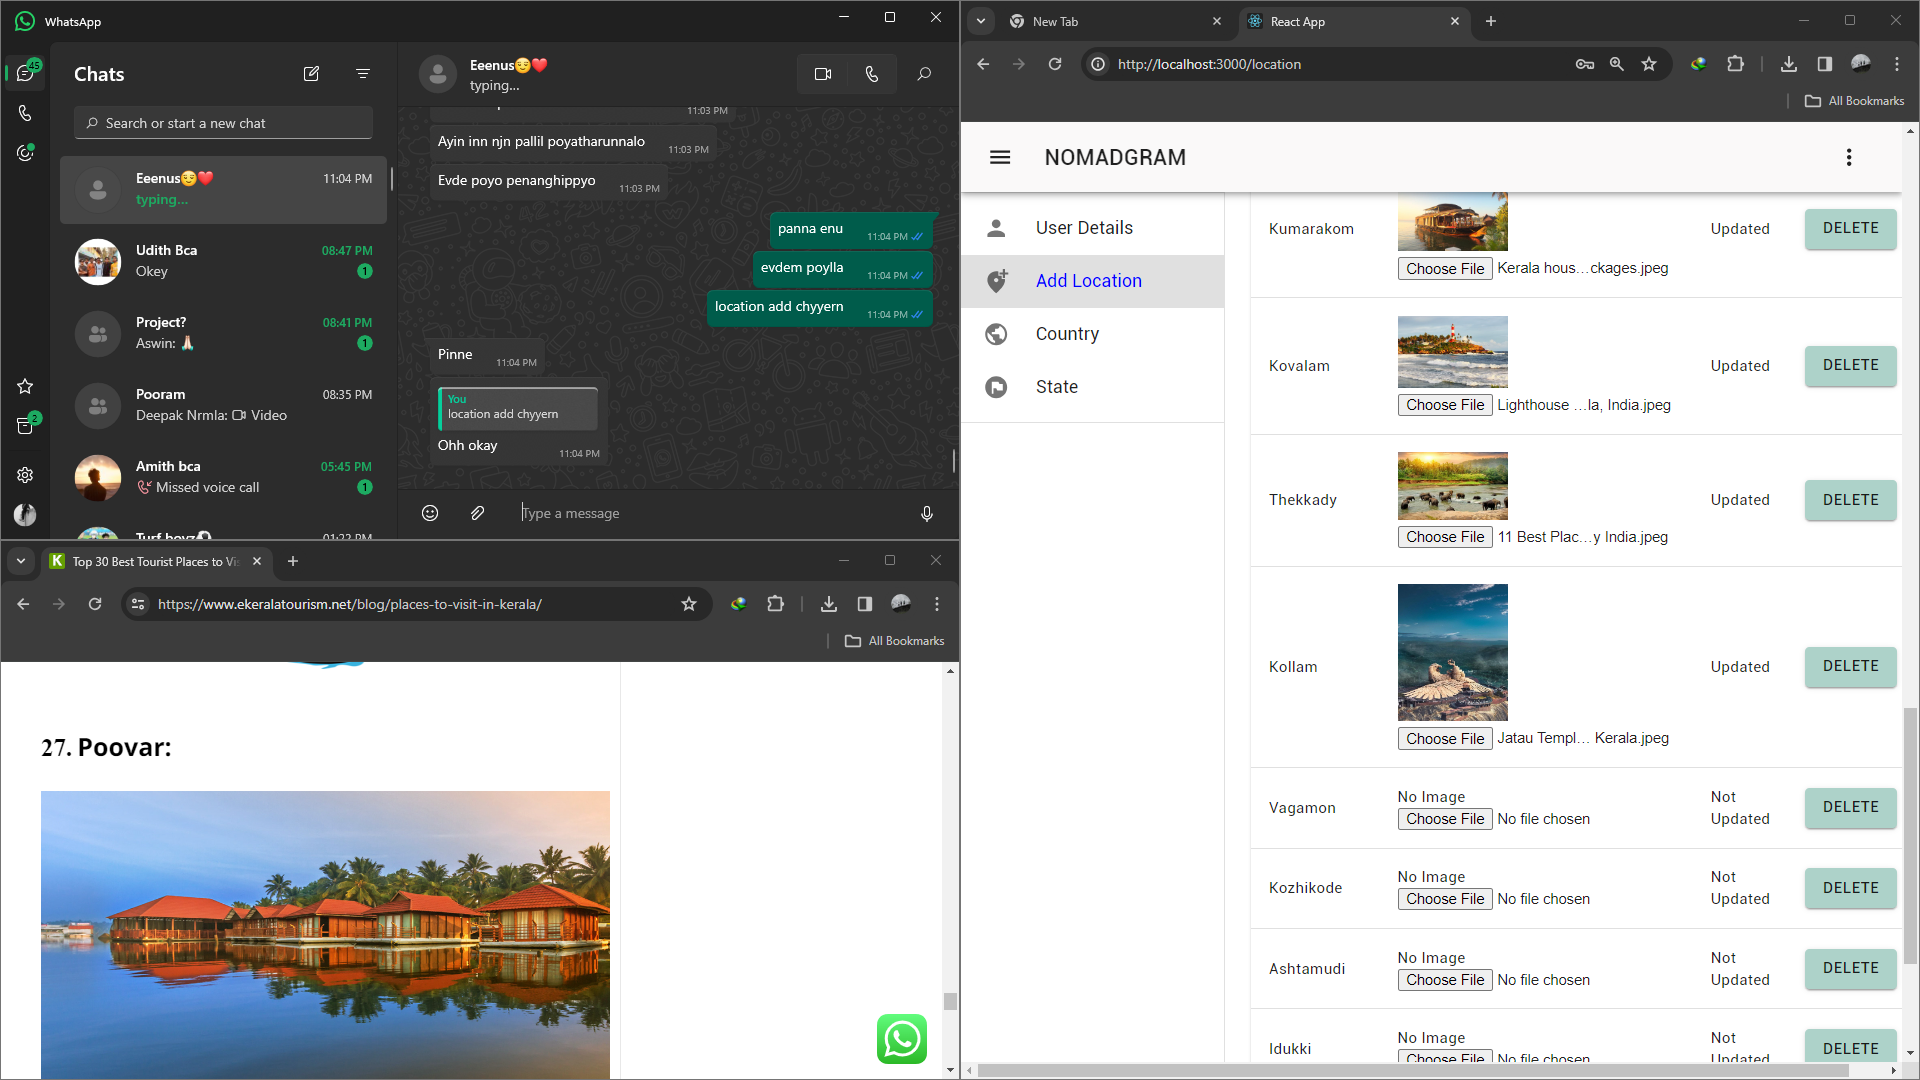 WhatsApp
45
Chats
Search or start a new chat
Eeenus😌❤️
11:04 PM
typing...
Udith Bca
08:47 PM
Okey
1
Project?
08:41 PM
Aswin: 🙏🏻
1
Pooram
08:35 PM
Deepak Nrmla: Video
2
Amith bca
05:45 PM
Missed voice call
1
Turf boyz
01:22 PM
Eeenus😌❤️
typing...
11:03 PM
Ayin inn njn pallil poyatharunnalo
11:03 PM
Evde poyo penanghippyo
11:03 PM
panna enu
11:04 PM
evdem poylla
11:04 PM
location add chyyern
11:04 PM
Pinne
11:04 PM
You
location add chyyern
Ohh okay
11:04 PM
Type a message
K
Top 30 Best Tourist Places to Vi
https://www.ekeralatourism.net/blog/places-to-visit-in-kerala/
All Bookmarks
27. Poovar:
New Tab
React App
http://localhost:3000/location
All Bookmarks
NOMADGRAM
User Details
Add Location
Country
State
Kumarakom
Choose File Kerala hous…ckages.jpeg
Updated
DELETE
Kovalam
Choose File Lighthouse …la, India.jpeg
Updated
DELETE
Thekkady
Choose File 11 Best Plac…y India.jpeg
Updated
DELETE
Kollam
Choose File Jatau Templ… Kerala.jpeg
Updated
DELETE
Vagamon
No Image
Choose File No file chosen
Not
Updated
DELETE
Kozhikode
No Image
Choose File No file chosen
Not
Updated
DELETE
Ashtamudi
No Image
Choose File No file chosen
Not
Updated
DELETE
Idukki
No Image
Choose File No file chosen
Not
Updated
DELETE